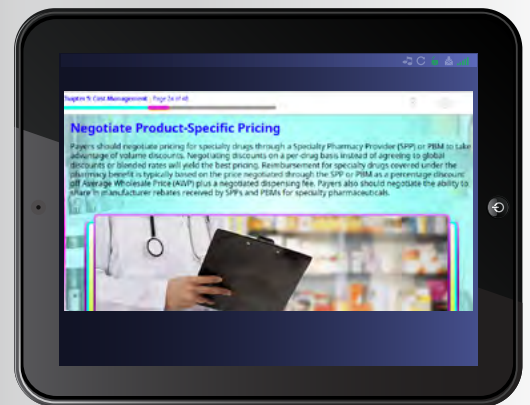 Chapter 5: Cost Management Page 24 of 48
Negotiate Product-Specific Pricing
Payers should negotiate pricing for specialty drugs through a Specialty Pharmacy Provider (SPP) or PBM to take
advantage of volume discounts. Negotiating discounts on a per-drug basis instead of agreeing to global
discounts or blended rates will yield the best pricing. Reimbursement for specialty drugs covered under the
pharmacy benefit is typically based on the price negotiated through the SPP or PBM as a percentage discount
off Average Wholesale Price (AWP) plus a negotiated dispensing fee. Payers also should negotiate the ability to
share in manufacturer rebates received by SPPs and PBMs for specialty pharmaceuticals.